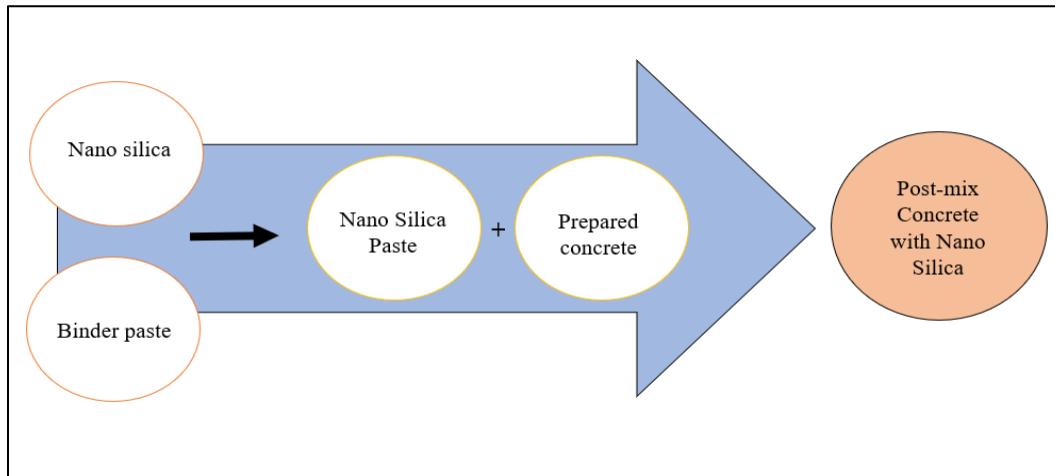 Nano silica
Binder paste
Nano Silica
Paste
+
Prepared
concrete
Post-mix
Concrete
with Nano
Silica